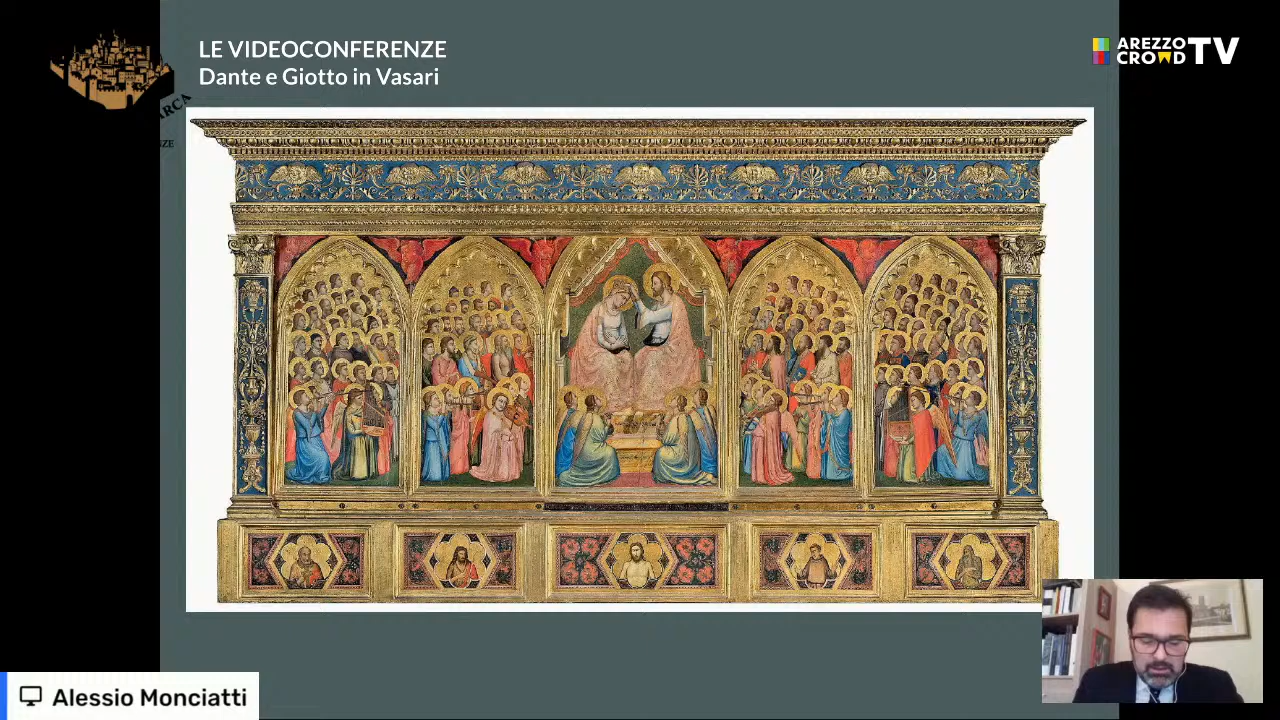 LE VIDEOCONFERENZE
Dante e Giotto in Vasari
AREZZO
CROWD TV
Alessio Monciatti